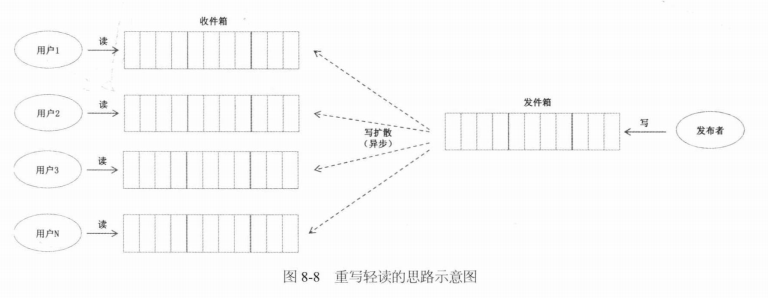 收件箱
用户1
读
用户2
读
用户3
读
用户N
读
写扩散
(异步)
发件箱
写
发布者
图 8-8 重写轻读的思路示意图